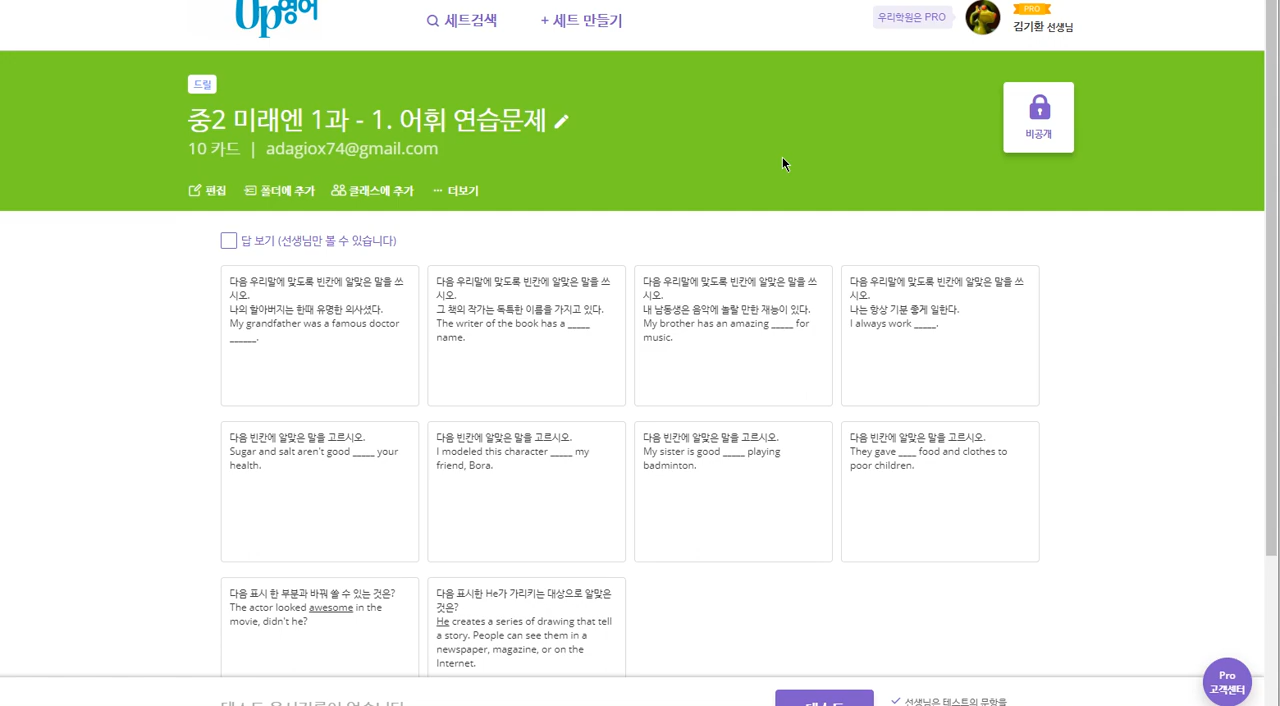 Up영어
세트검색
+ 세트 만들기
우리학원은 PRO
PRO
김기환 선생님
드릴
중2 미래엔 1과 - 1. 어휘 연습문제
10 카드 | adagiox74@gmail.com
비공개
편집
폴더에 추가
클래스에 추가
··· 더보기
답 보기 (선생님만 볼 수 있습니다)
다음 우리말에 맞도록 빈칸에 알맞은 말을 쓰
시오.
나의 할아버지는 한때 유명한 의사셨다.
My grandfather was a famous doctor
______.
다음 우리말에 맞도록 빈칸에 알맞은 말을 쓰
시오.
그 책의 작가는 독특한 이름을 가지고 있다.
The writer of the book has a _____
name.
다음 우리말에 맞도록 빈칸에 알맞은 말을 쓰
시오.
내 남동생은 음악에 놀랄 만한 재능이 있다.
My brother has an amazing _____ for
music.
다음 우리말에 맞도록 빈칸에 알맞은 말을 쓰
시오.
나는 항상 기분 좋게 일한다.
I always work _____.
다음 빈칸에 알맞은 말을 고르시오.
Sugar and salt aren't good _____ your
health.
다음 빈칸에 알맞은 말을 고르시오.
I modeled this character _____ my
friend, Bora.
다음 빈칸에 알맞은 말을 고르시오.
My sister is good _____ playing
badminton.
다음 빈칸에 알맞은 말을 고르시오.
They gave ____ food and clothes to
poor children.
다음 표시 한 부분과 바꿔 쓸 수 있는 것은?
The actor looked awesome in the
movie, didn't he?
다음 표시한 He가 가리키는 대상으로 알맞은
것은?
He creates a series of drawing that tell
a story. People can see them in a
newspaper, magazine, or on the
Internet.
Pro
고객센터
선생님은 테스트의 문항을